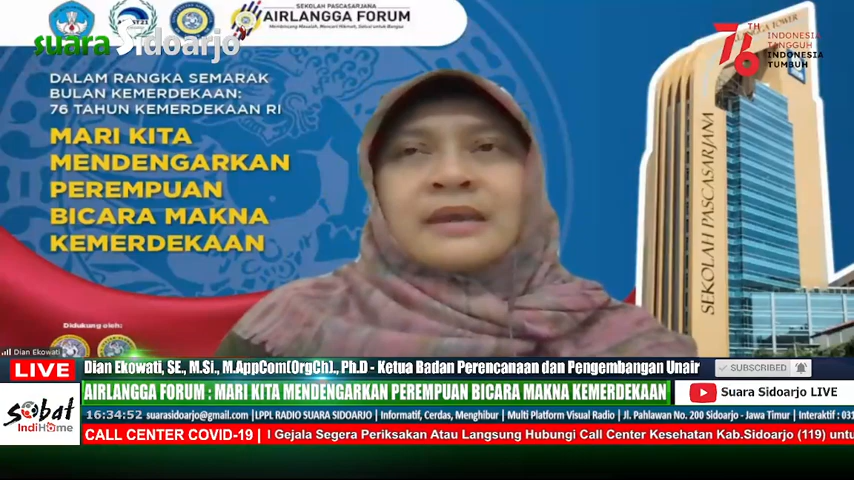 SEKOLAH PASCASARJANA
AIRLANGGA FORUM
suaraSidoarjo
76 TH
INDONESIA
TANGGUH
INDONESIA
TUMBUH
DALAM RANGKA SEMARAK
BULAN KEMERDEKAAN:
76 TAHUN KEMERDEKAAN RI
MARI KITA
MENDENGARKAN
PEREMPUAN
BICARA MAKNA
KEMERDEKAAN
SEKOLAH PASCASARJANA
Didukung oleh:
Dian Ekowati
LIVE
Dian Ekowati, SE., M.Si., M.AppCom(OrgCh)., Ph.D - Ketua Badan Perencanaan dan Pengembangan Unair
SUBSCRIBED
AIRLANGGA FORUM : MARI KITA MENDENGARKAN PEREMPUAN BICARA MAKNA KEMERDEKAAN
Suara Sidoarjo LIVE
Sobat
IndiHome
16:34:52 suarasidoarjo@gmail.com |LPPL RADIO SUARA SIDOARJO | Informatif, Cerdas, Menghibur | Multi Platform Visual Radio | Jl. Pahlawan No. 200 Sidoarjo - Jawa Timur | Interaktif : 031
CALL CENTER COVID-19 | I Gejala Segera Periksakan Atau Langsung Hubungi Call Center Kesehatan Kab.Sidoarjo (119) untu